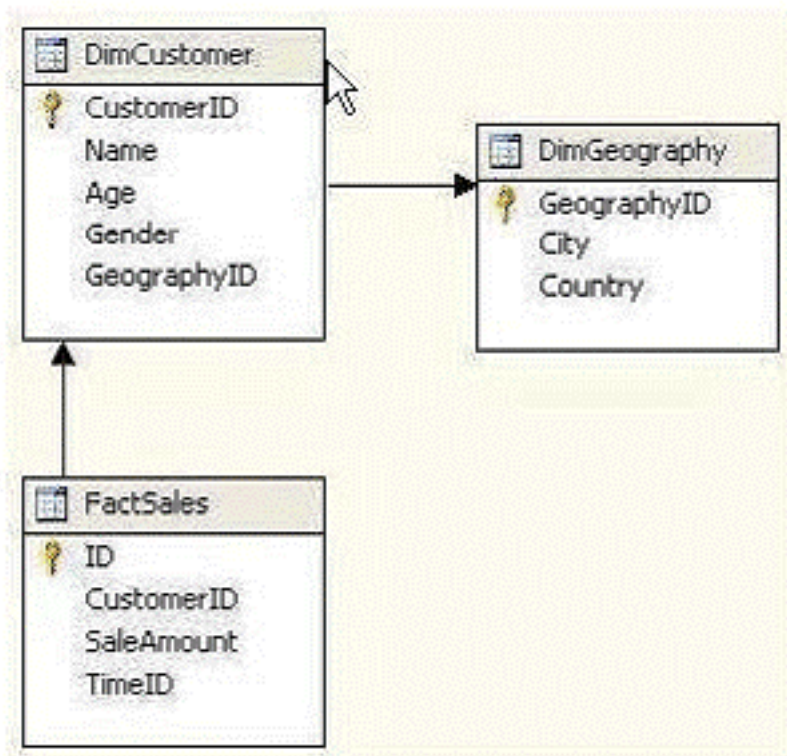 DimCustomer
CustomerID
Name
Age
Gender
GeographyID
DimGeography
GeographyID
City
Country
FactSales
ID
CustomerID
SaleAmount
TimeID